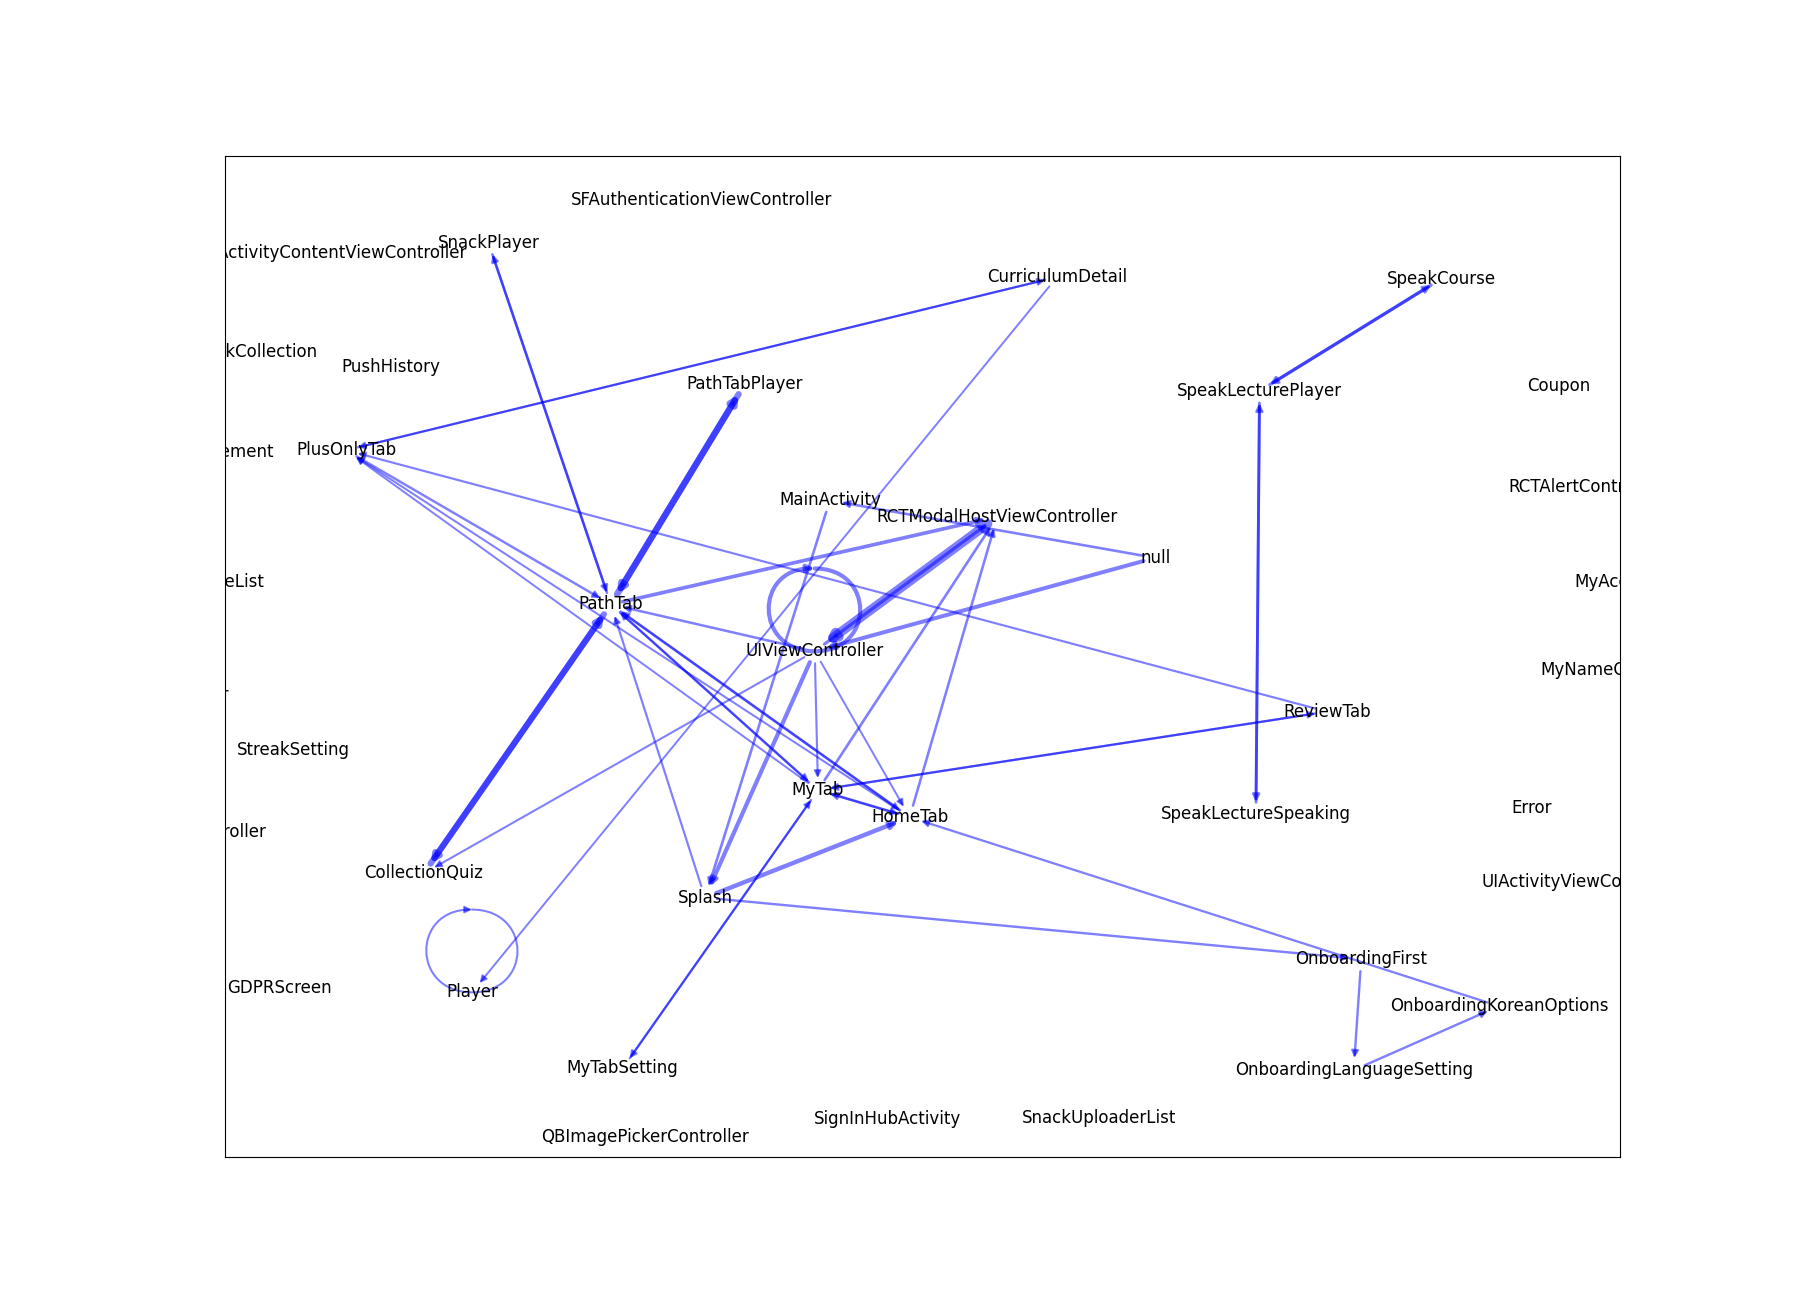 SFAuthenticationViewController
SnackPlayer
ActivityContentViewController
CurriculumDetail
SpeakCourse
kCollection
PushHistory
PathTabPlayer
Coupon
SpeakLecturePlayer
PlusOnlyTab
ement
RCTAlertContr
MainActivity
RCTModalHostViewController
null
eList
MyAc
PathTab
UIViewController
MyNameC
r
ReviewTab
StreakSetting
MyTab
Error
SpeakLectureSpeaking
HomeTab
roller
CollectionQuiz
UIActivityViewCo
Splash
OnboardingFirst
GDPRScreen
Player
OnboardingKoreanOptions
MyTabSetting
OnboardingLanguageSetting
SignInHubActivity
SnackUploaderList
QBImagePickerController